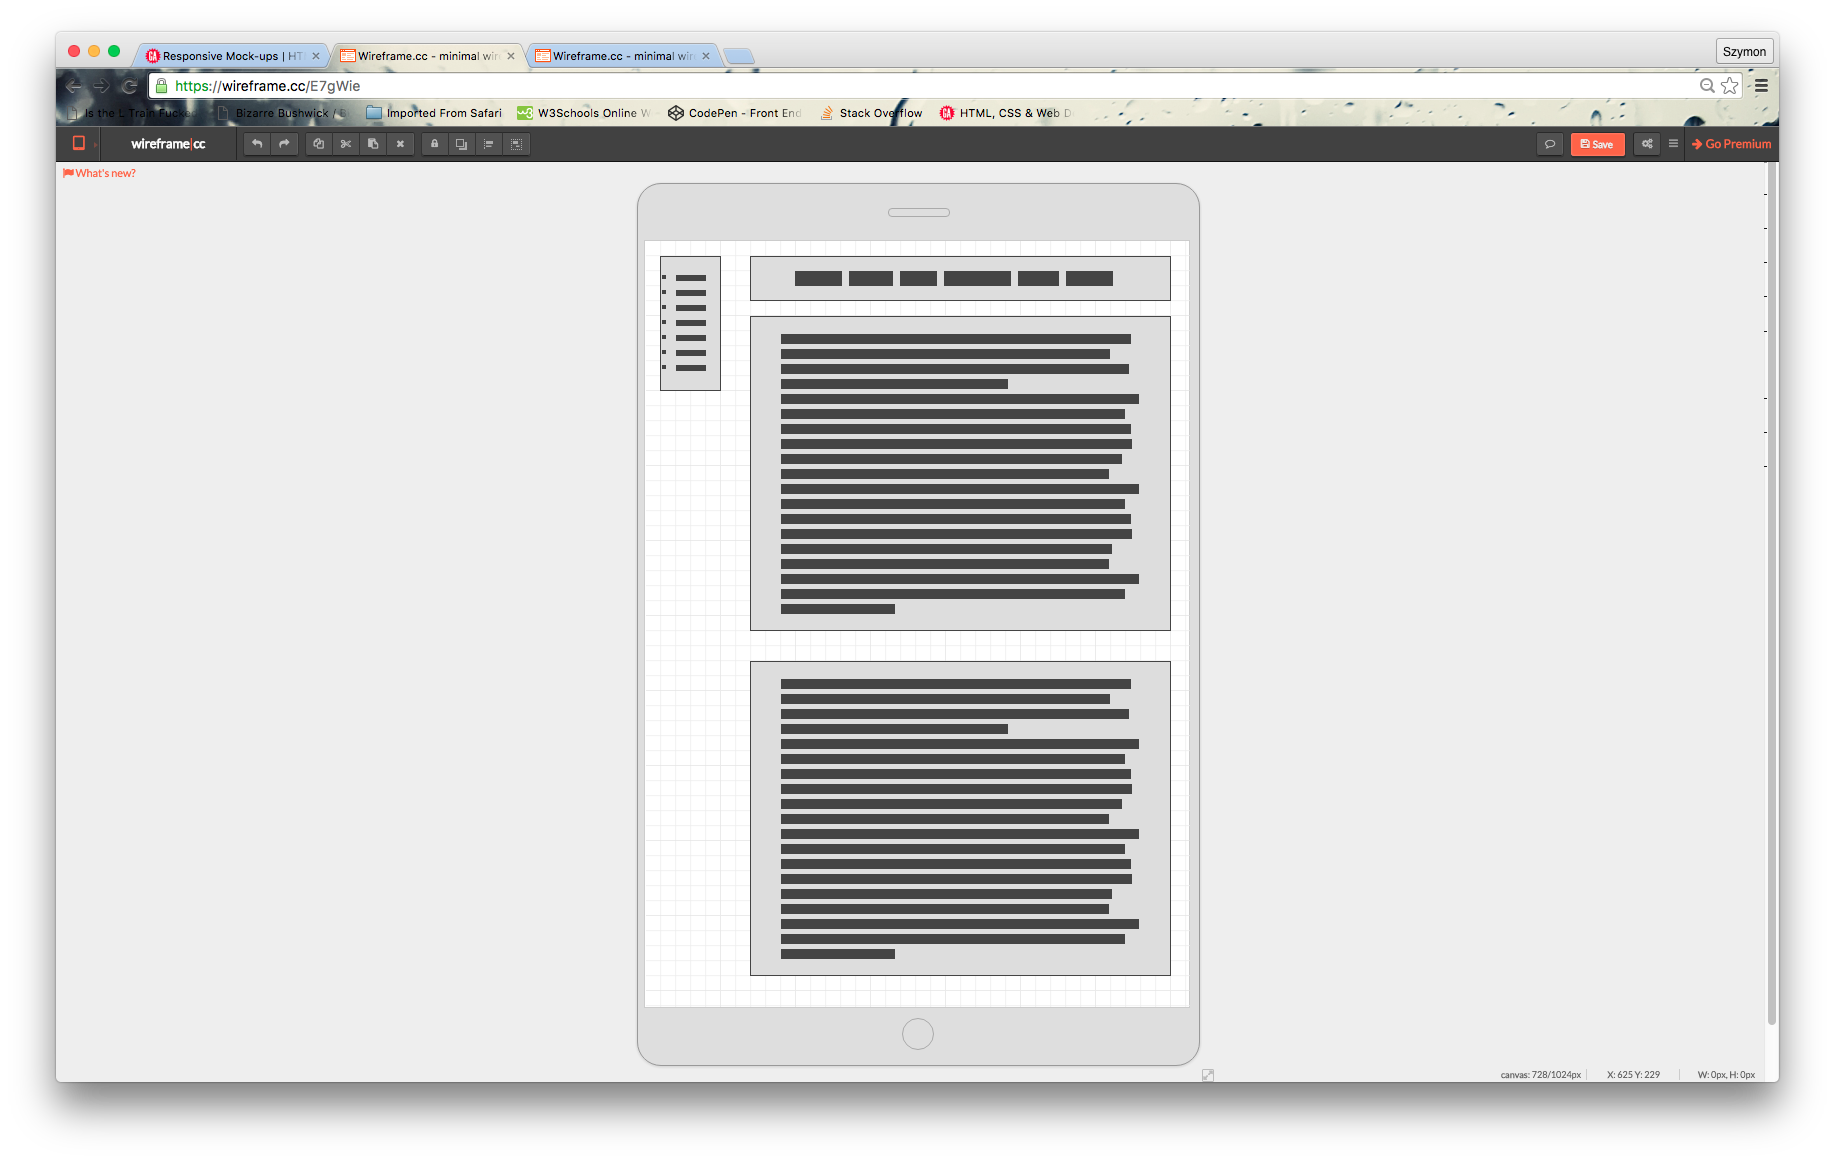 Responsive Mock-ups | HT
Wireframe.cc - minimal wir
Wireframe.cc - minimal wir
Szymon
https://wireframe.cc/E7gWie
Is the L Train Fucke
Bizarre Bushwick / B
Imported From Safari
W3Schools Online W
CodePen - Front End
Stack Overflow
HTML, CSS & Web D
wireframe|cc
Save
Go Premium
What's new?
canvas: 728/1024px
X: 625 Y: 229
W: 0px, H: 0px